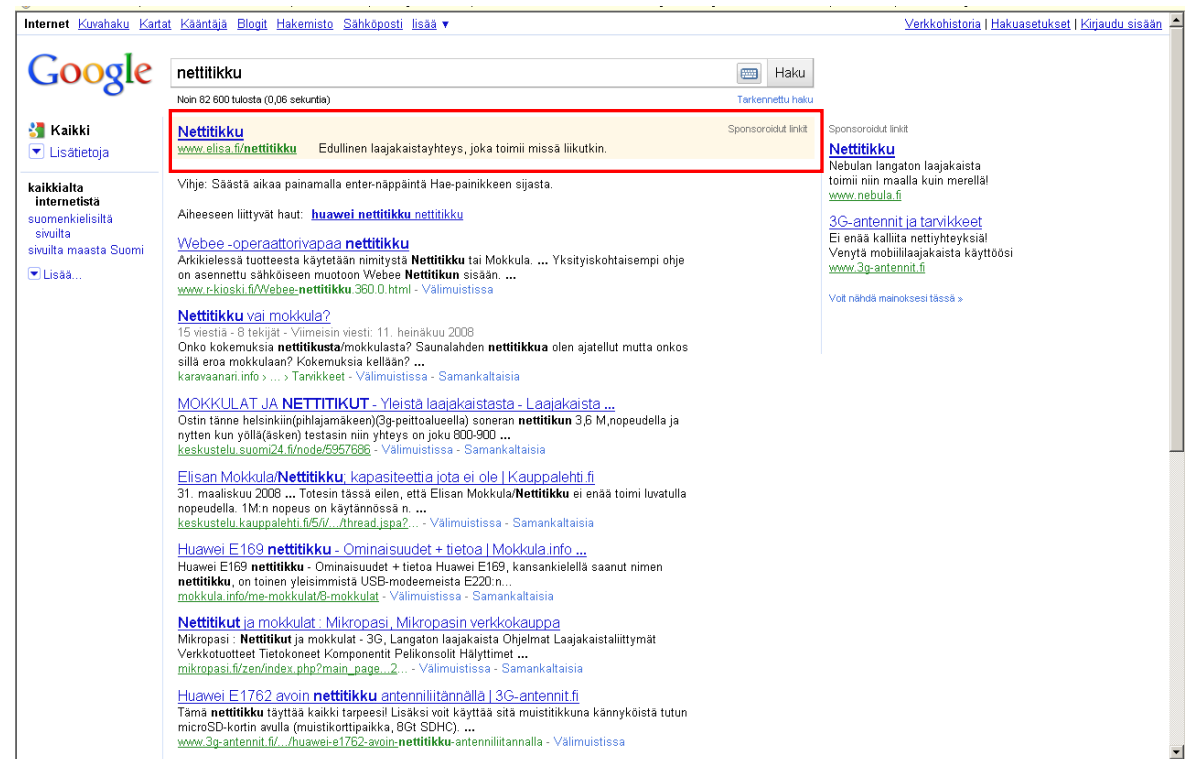 Internet Kuvahaku Kartat Kääntäjä Blogit Hakemisto Sähköposti lisää ▼
Verkkohistoria | Hakuasetukset | Kirjaudu sisään
Google
nettitikku
Haku
Noin 82 600 tulosta (0,06 sekuntia)
Tarkennettu haku
Kaikki
Lisätietoja
kaikkialta
internetistä
suomenkielisiltä
sivuilta
sivuilta maasta Suomi
Lisää...
Nettitikku
Sponsoroidut linkit
www.elisa.fi/nettitikku Edullinen laajakaistayhteys, joka toimii missä liikutkin.
Vihje: Säästä aikaa painamalla enter-näppäintä Hae-painikkeen sijasta.
Aiheeseen liittyvät haut: huawei nettitikku nettitikku
Webee -operaattorivapaa nettitikku
Arkikielessä tuotteesta käytetään nimitystä Nettitikku tai Mokkula. ... Yksityiskohtaisempi ohje
on asennettu sähköiseen muotoon Webee Nettitikun sisään. ...
www.r-kioski.fi/Webee-nettitikku.360.0.html - Välimuistissa
Nettitikku vai mokkula?
15 viestiä - 8 tekijät - Viimeisin viesti: 11. heinäkuu 2008
Onko kokemuksia nettitikusta/mokkulasta? Saunalahden nettitikkua olen ajatellut mutta onkos
sillä eroa mokkulaan? Kokemuksia kellään? ...
karavaanari.info › ... › Tarvikkeet - Välimuistissa - Samankaltaisia
MOKKULAT JA NETTITIKUT - Yleistä laajakaistasta - Laajakaista ...
Ostin tänne helsinkiin(pihlajamäkeen)(3g-peittoalueella) soneran nettitikun 3,6 M,nopeudella ja
nytten kun yöllä(äsken) testasin niin yhteys on joku 800-900 ...
keskustelu.suomi24.fi/node/5957686 - Välimuistissa - Samankaltaisia
Elisan Mokkula/Nettitikku; kapasiteettia jota ei ole | Kauppalehti.fi
31. maaliskuu 2008 ... Totesin tässä eilen, että Elisan Mokkula/Nettitikku ei enää toimi luvatulla
nopeudella. 1M:n nopeus on käytännössä n. ...
keskustelu.kauppalehti.fi/5/i/.../thread.jspa?... - Välimuistissa - Samankaltaisia
Huawei E169 nettitikku - Ominaisuudet + tietoa | Mokkula.info ...
Huawei E169 nettitikku - Ominaisuudet + tietoa Huawei E169, kansankielellä saanut nimen
nettitikku, on toinen yleisimmistä USB-modeemeista E220:n...
mokkula.info/me-mokkulat/8-mokkulat - Välimuistissa - Samankaltaisia
Nettitikut ja mokkulat : Mikropasi, Mikropasin verkkokauppa
Mikropasi : Nettitikut ja mokkulat - 3G, Langaton laajakaista Ohjelmat Laajakaistaliittymät
Verkkotuotteet Tietokoneet Komponentit Pelikonsolit Hälyttimet ...
mikropasi.fi/zen/index.php?main_page...2... - Välimuistissa - Samankaltaisia
Huawei E1762 avoin nettitikku antenniliitännällä | 3G-antennit.fi
Tämä nettitikku täyttää kaikki tarpeesi! Lisäksi voit käyttää sitä muistitikkuna kännyköistä tutun
microSD-kortin avulla (muistikorttipaikka, 8Gt SDHC). ...
www.3g-antennit.fi/.../huawei-e1762-avoin-nettitikku-antenniliitannalla - Välimuistissa
Sponsoroidut linkit
Nettitikku
Nebulan langaton laajakaista
toimii niin maalla kuin merellä!
www.nebula.fi
3G-antennit ja tarvikkeet
Ei enää kalliita nettiyhteyksiä!
Venytä mobiililaajakaista käyttöösi
www.3g-antennit.fi
Voit nähdä mainoksesi tässä »